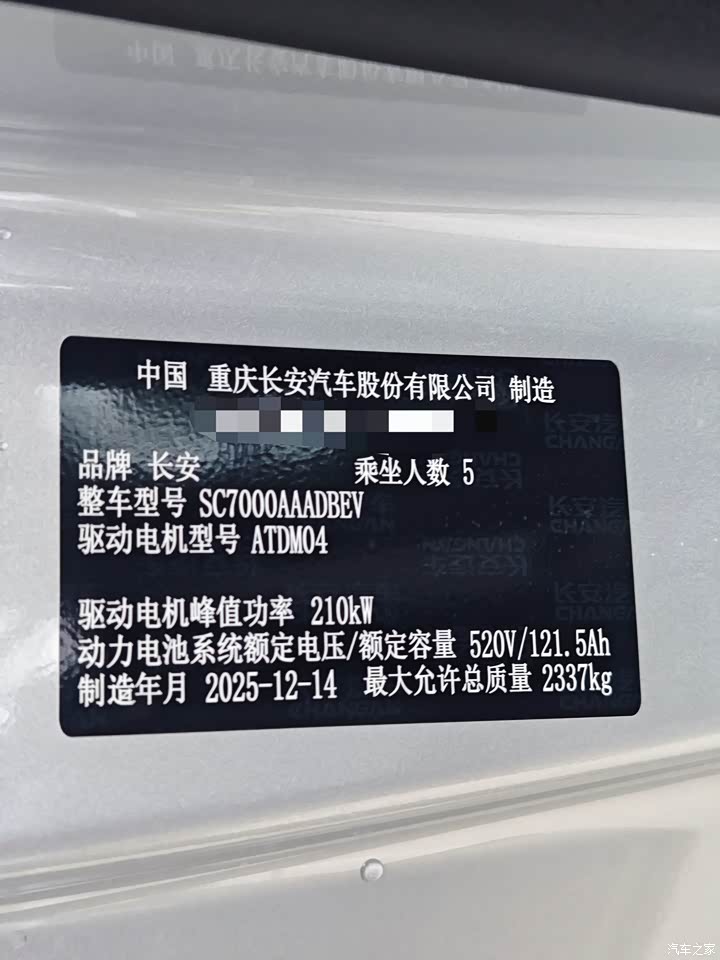 中国 重庆长安汽车股份有限公司 制造
品牌 长安 乘坐人数 5
整车型号 SC7000AAADBEV
驱动电机型号 ATDM04
驱动电机峰值功率 210kW
动力电池系统额定电压/额定容量 520V/121.5Ah
制造年月 2025-12-14 最大允许总质量 2337kg
汽车之家